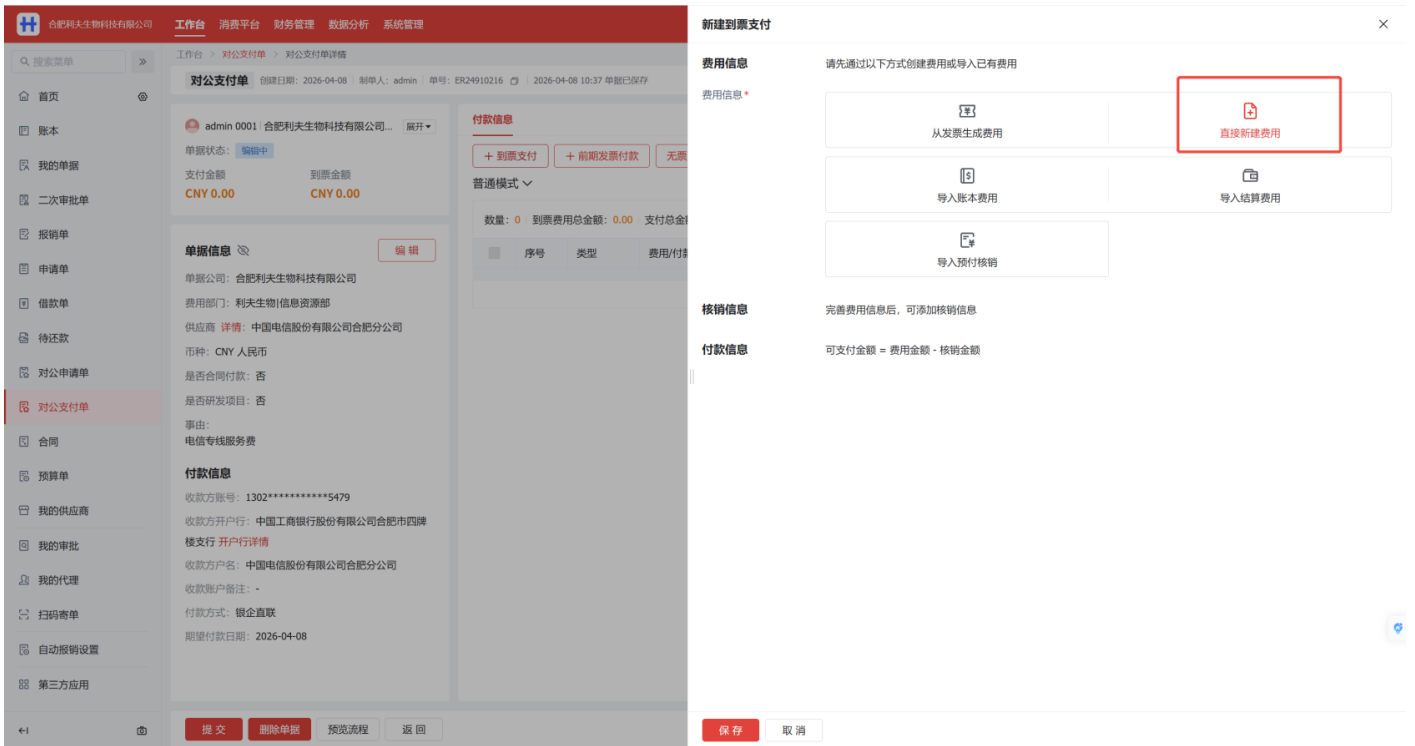 合肥利夫生物科技有限公司
工作台 消费平台 财务管理 数据分析 系统管理
搜索菜单
首页
账本
我的单据
二次审批单
报销单
申请单
借款单
待还款
对公申请单
对公支付单
合同
预算单
我的供应商
我的审批
我的代理
扫码寄单
自动报销设置
第三方应用
工作台 > 对公支付单 > 对公支付单详情
对公支付单 创建日期: 2026-04-08 制单人: admin 单号: ER24910216 2026-04-08 10:37 单据已保存
admin 0001 合肥利夫生物科技有限公司... 展开
单据状态: 编辑中
支付金额 到票金额
CNY 0.00 CNY 0.00
单据信息 编 辑
单据公司: 合肥利夫生物科技有限公司
费用部门: 利夫生物|信息资源部
供应商 详情: 中国电信股份有限公司合肥分公司
币种: CNY 人民币
是否合同付款: 否
是否研发项目: 否
事由:
电信专线服务费
付款信息
收款方账号: 1302***********5479
收款方开户行: 中国工商银行股份有限公司合肥市四牌
楼支行 开户行详情
收款方户名: 中国电信股份有限公司合肥分公司
收款账户备注: -
付款方式: 银企直联
期望付款日期: 2026-04-08
提 交 删除单据 预览流程 返 回
付款信息
+ 到票支付 + 前期发票付款 无票
普通模式
数量: 0 到票费用总金额: 0.00 支付总金
序号 类型 费用/付
新建到票支付
费用信息 请先通过以下方式创建费用或导入已有费用
费用信息*
从发票生成费用 直接新建费用
导入账本费用 导入结算费用
导入预付核销
核销信息 完善费用信息后，可添加核销信息
付款信息 可支付金额 = 费用金额 - 核销金额
保 存 取 消